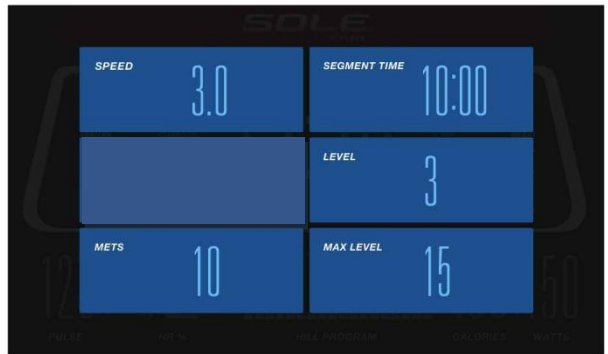 SOLE
SPEED
3.0
SEGMENT TIME
10:00
LEVEL
3
METS
10
MAX LEVEL
15
PULSE
HR %
HILL PROGRAM
CALORIES
WATTS